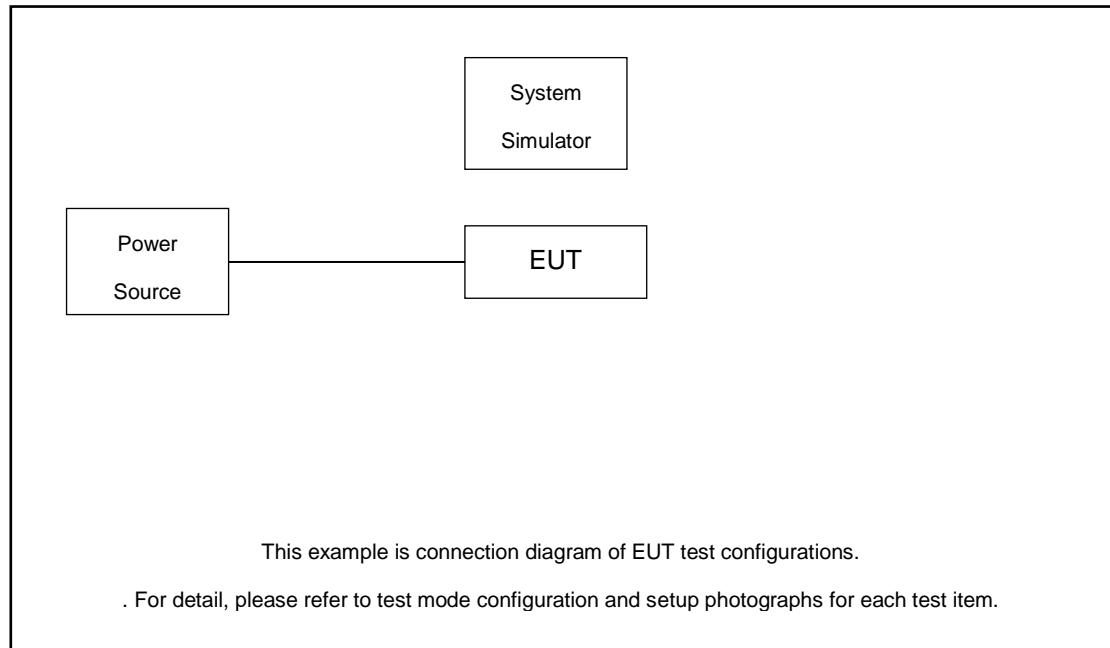 System
Simulator
Power
Source
EUT
This example is connection diagram of EUT test configurations.
. For detail, please refer to test mode configuration and setup photographs for each test item.